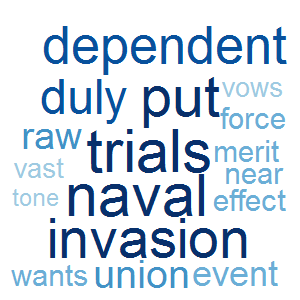 dependent
duly put vows
force
raw trials merit
vast near
tone naval effect
invasion
wants union event